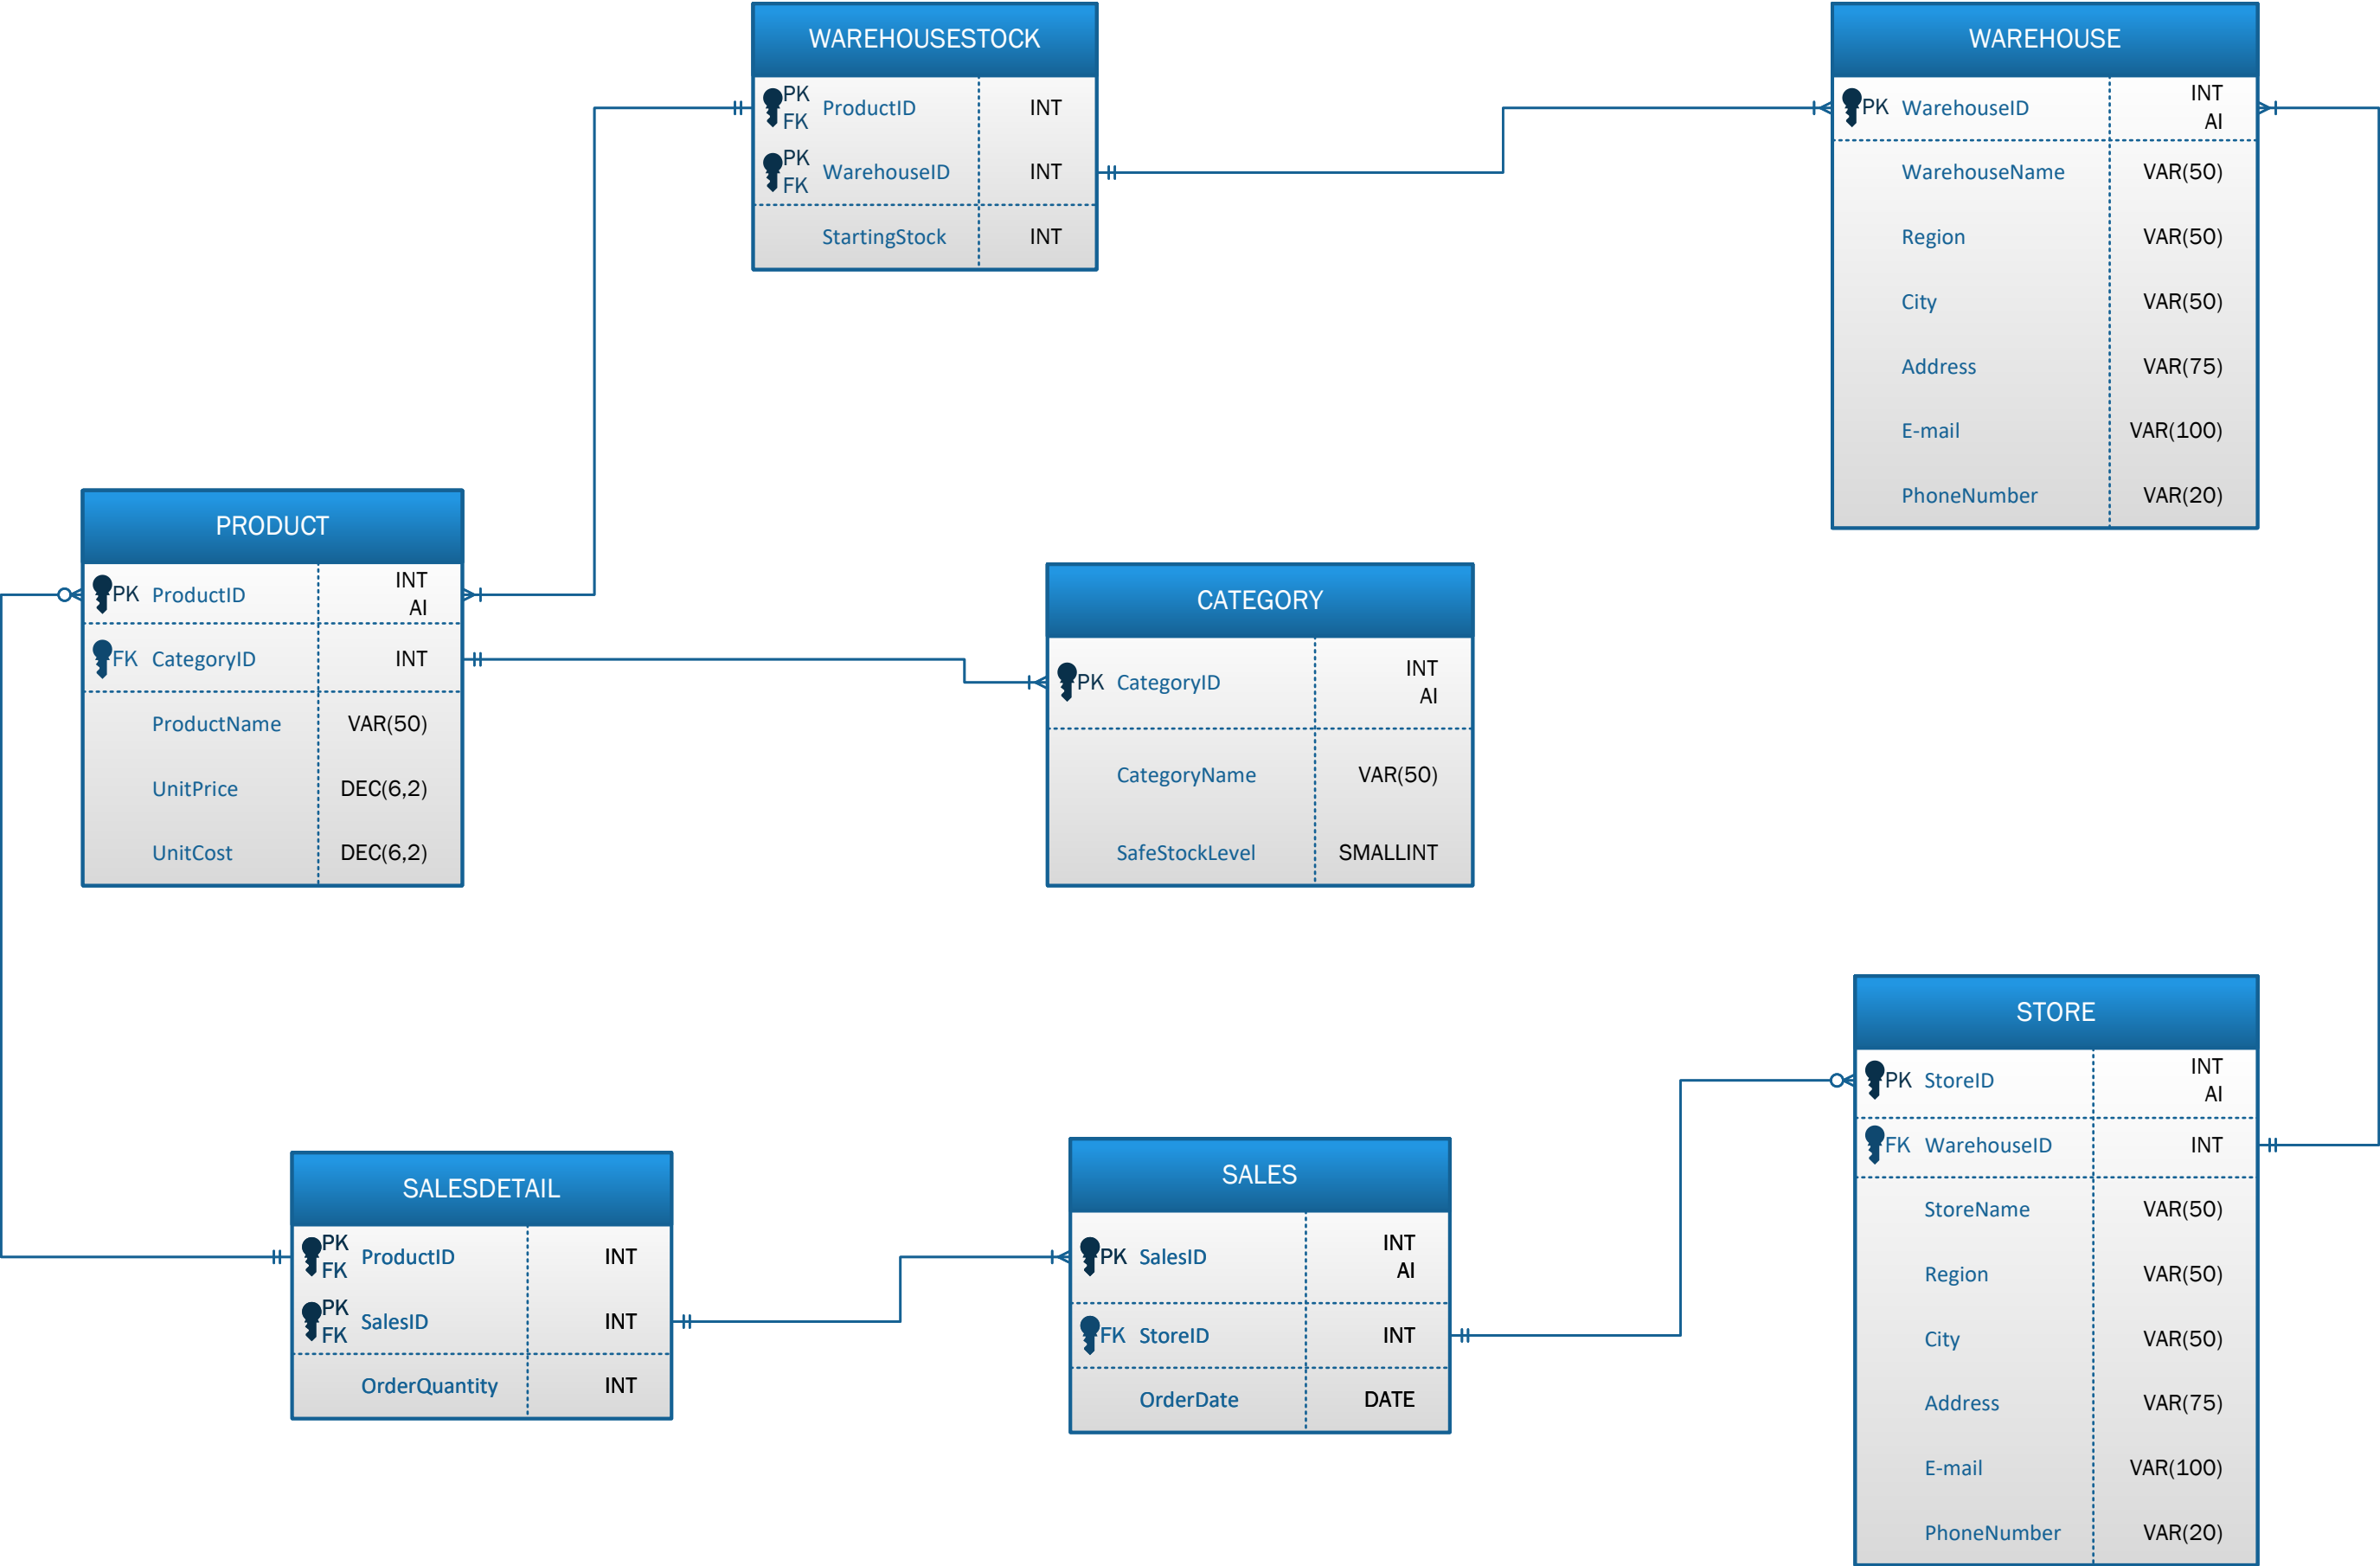 WAREHOUSESTOCK
PK
FK ProductID INT
PK
FK WarehouseID INT
StartingStock INT
WAREHOUSE
PK WarehouseID INT
AI
WarehouseName VAR(50)
Region VAR(50)
City VAR(50)
Address VAR(75)
E-mail VAR(100)
PhoneNumber VAR(20)
PRODUCT
PK ProductID INT
AI
FK CategoryID INT
ProductName VAR(50)
UnitPrice DEC(6,2)
UnitCost DEC(6,2)
CATEGORY
PK CategoryID INT
AI
CategoryName VAR(50)
SafeStockLevel SMALLINT
STORE
PK StoreID INT
AI
FK WarehouseID INT
StoreName VAR(50)
Region VAR(50)
City VAR(50)
Address VAR(75)
E-mail VAR(100)
PhoneNumber VAR(20)
SALESDETAIL
PK
FK ProductID INT
PK
FK SalesID INT
OrderQuantity INT
SALES
PK SalesID INT
AI
FK StoreID INT
OrderDate DATE